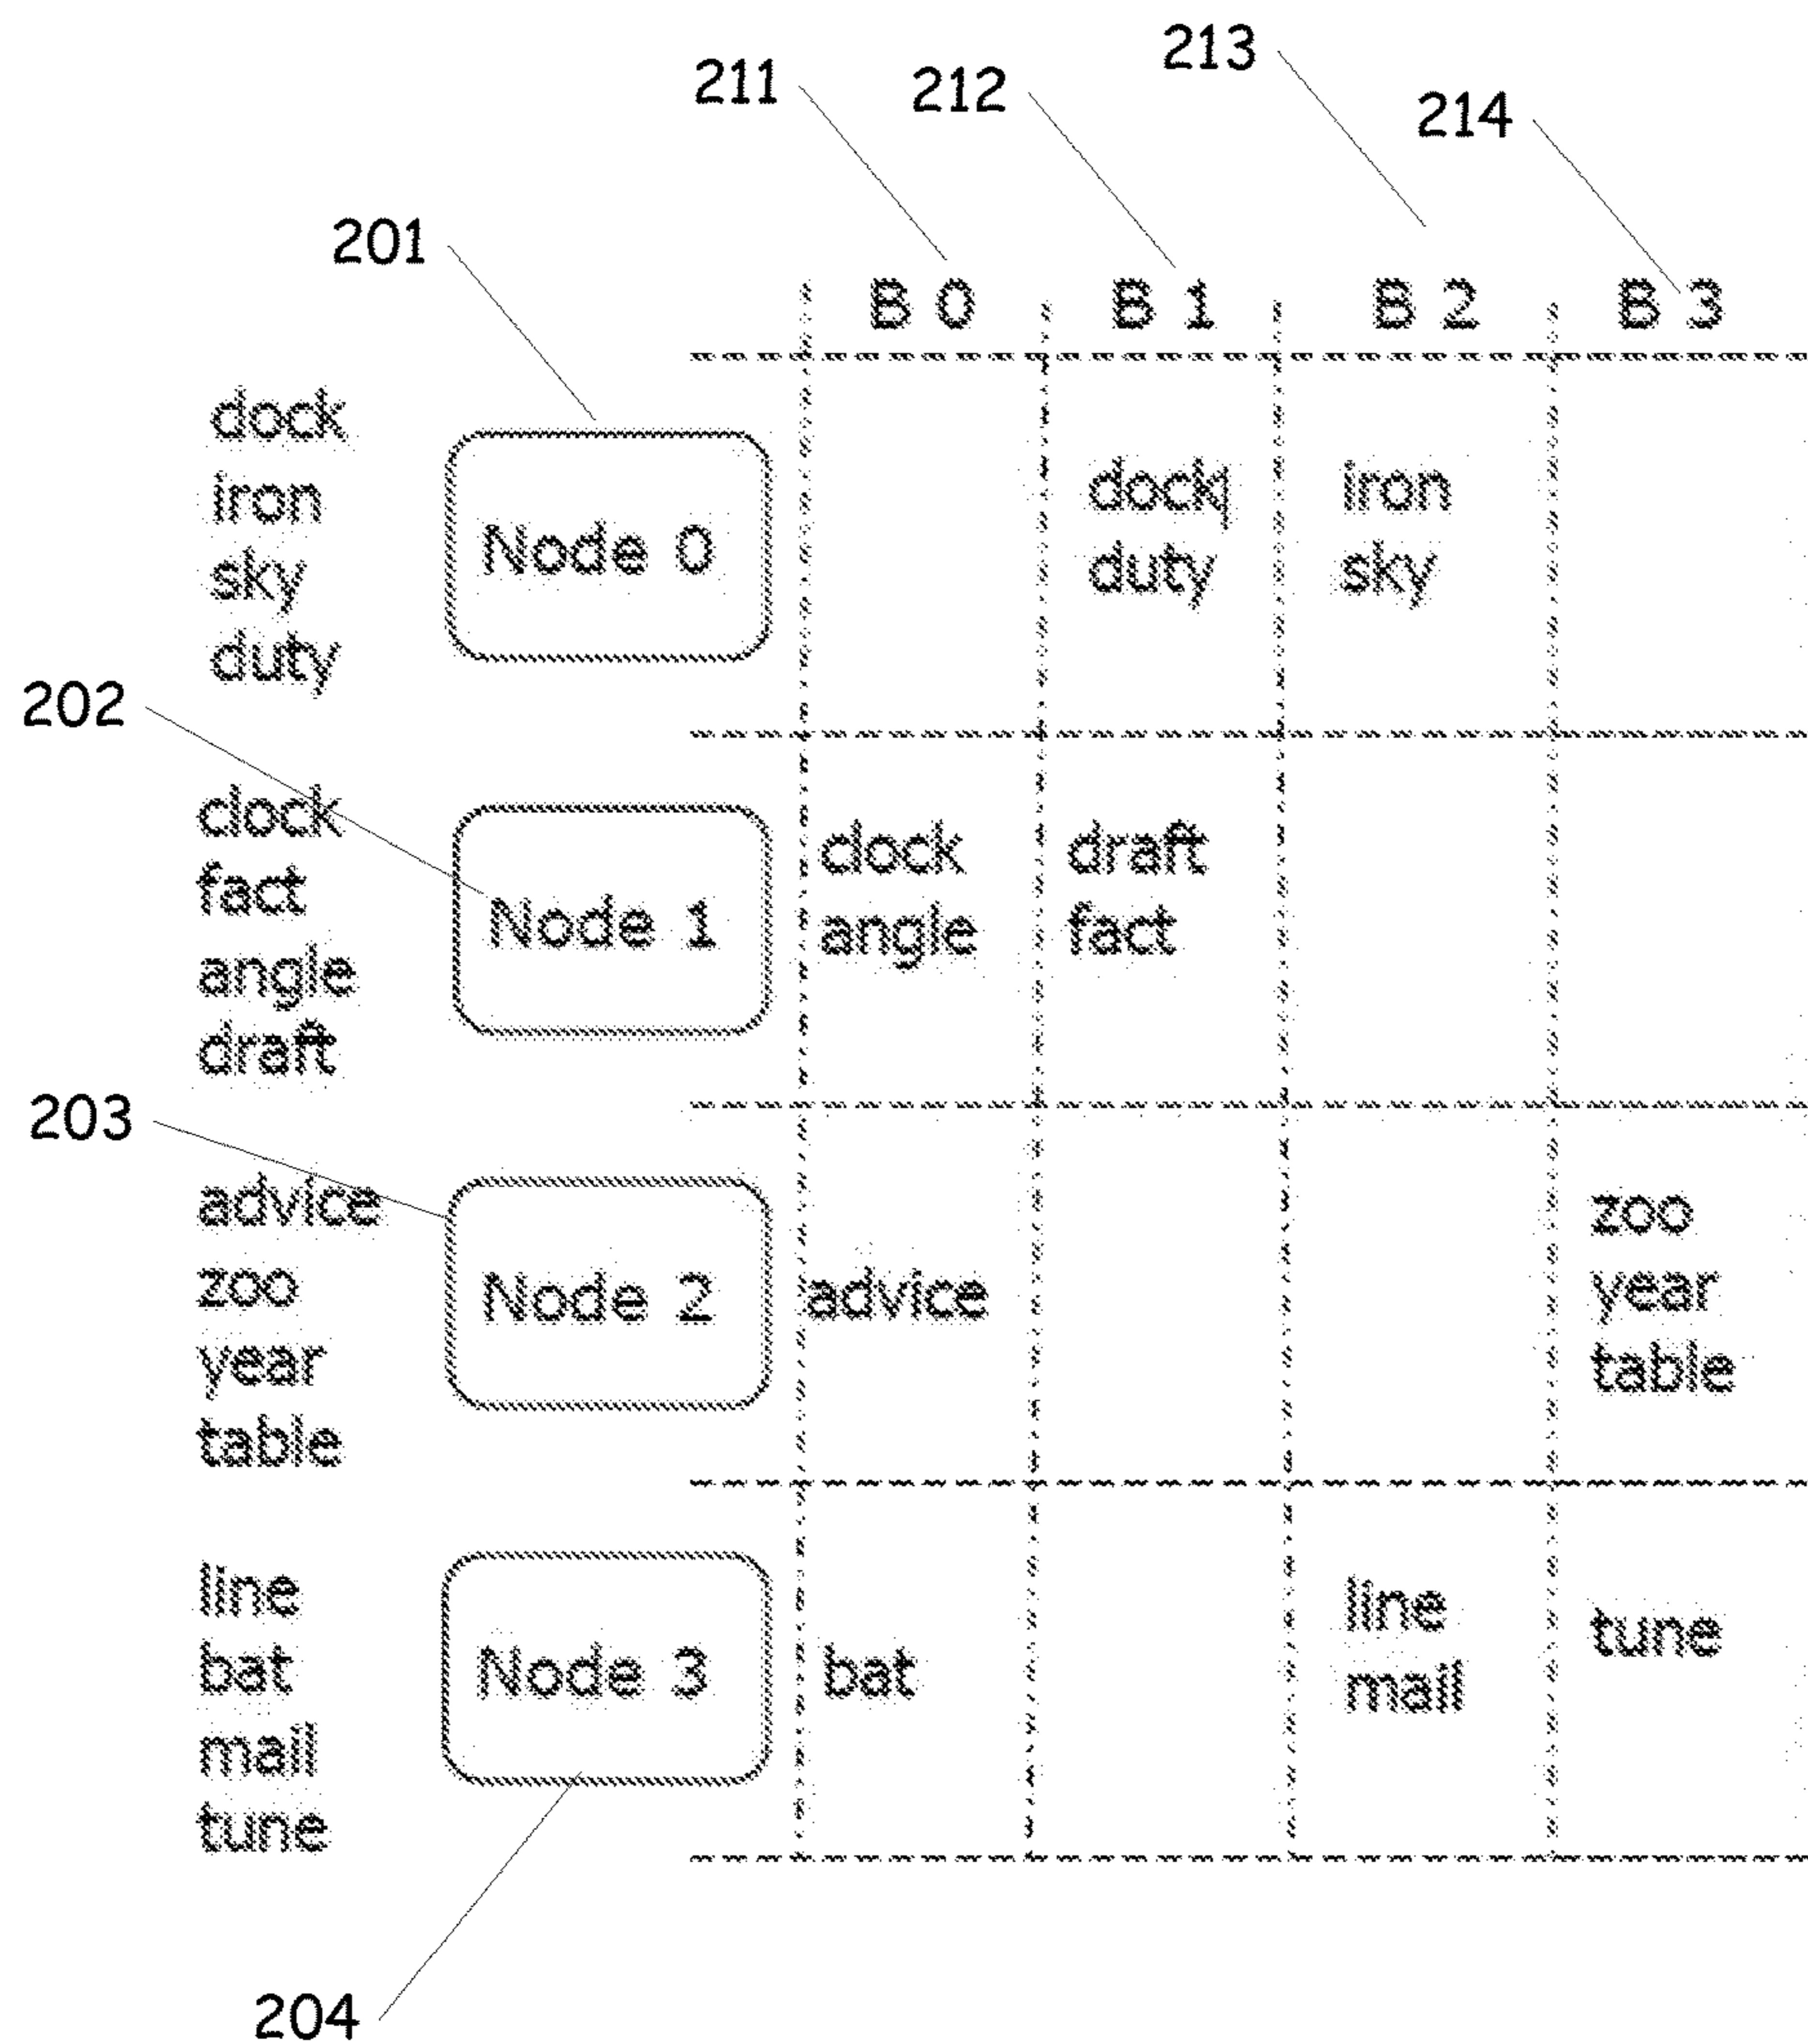 213
211 212
214
201
B 0 B 1 B 2 B 3
dock
iron
sky
duty
Node 0
dock
duty
iron
sky
202
clock
fact
angle
draft
Node 1
clock
angle
draft
fact
203
advice
zoo
year
table
Node 2
advice
zoo
year
table
line
bat
mail
tune
Node 3
bat
line
mail
tune
204